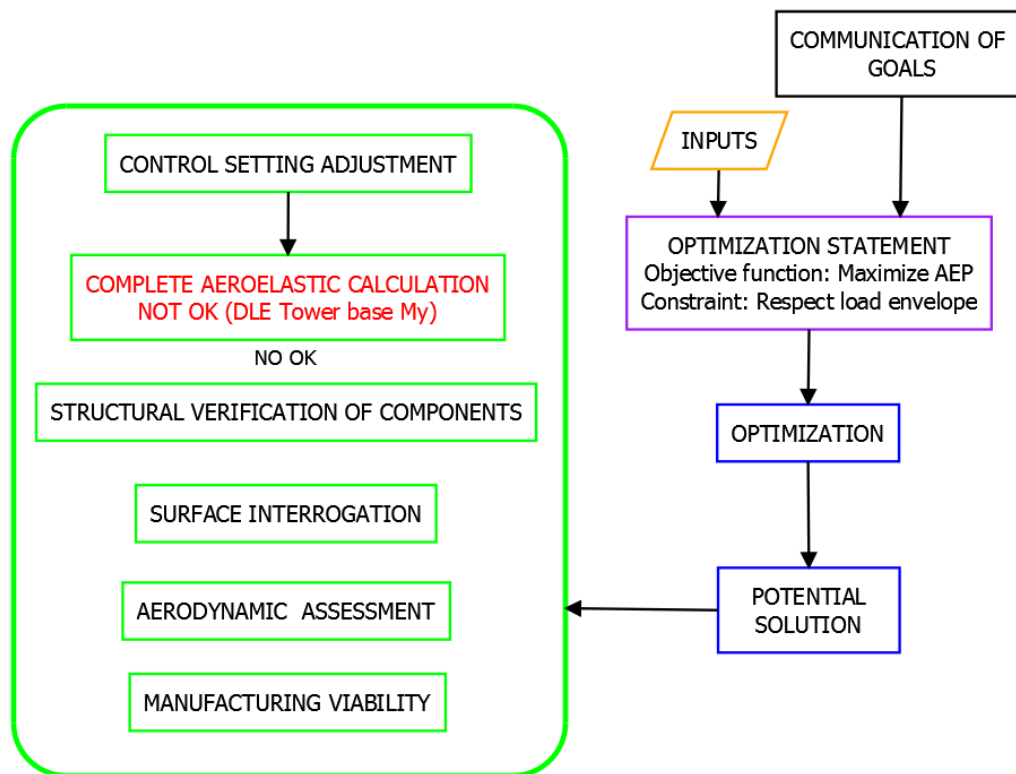 COMMUNICATION OF
GOALS
INPUTS
OPTIMIZATION STATEMENT
Objective function: Maximize AEP
Constraint: Respect load envelope
OPTIMIZATION
POTENTIAL
SOLUTION
CONTROL SETTING ADJUSTMENT
COMPLETE AEROELASTIC CALCULATION
NOT OK (DLE Tower base My)
NO OK
STRUCTURAL VERIFICATION OF COMPONENTS
SURFACE INTERROGATION
AERODYNAMIC  ASSESSMENT
MANUFACTURING VIABILITY